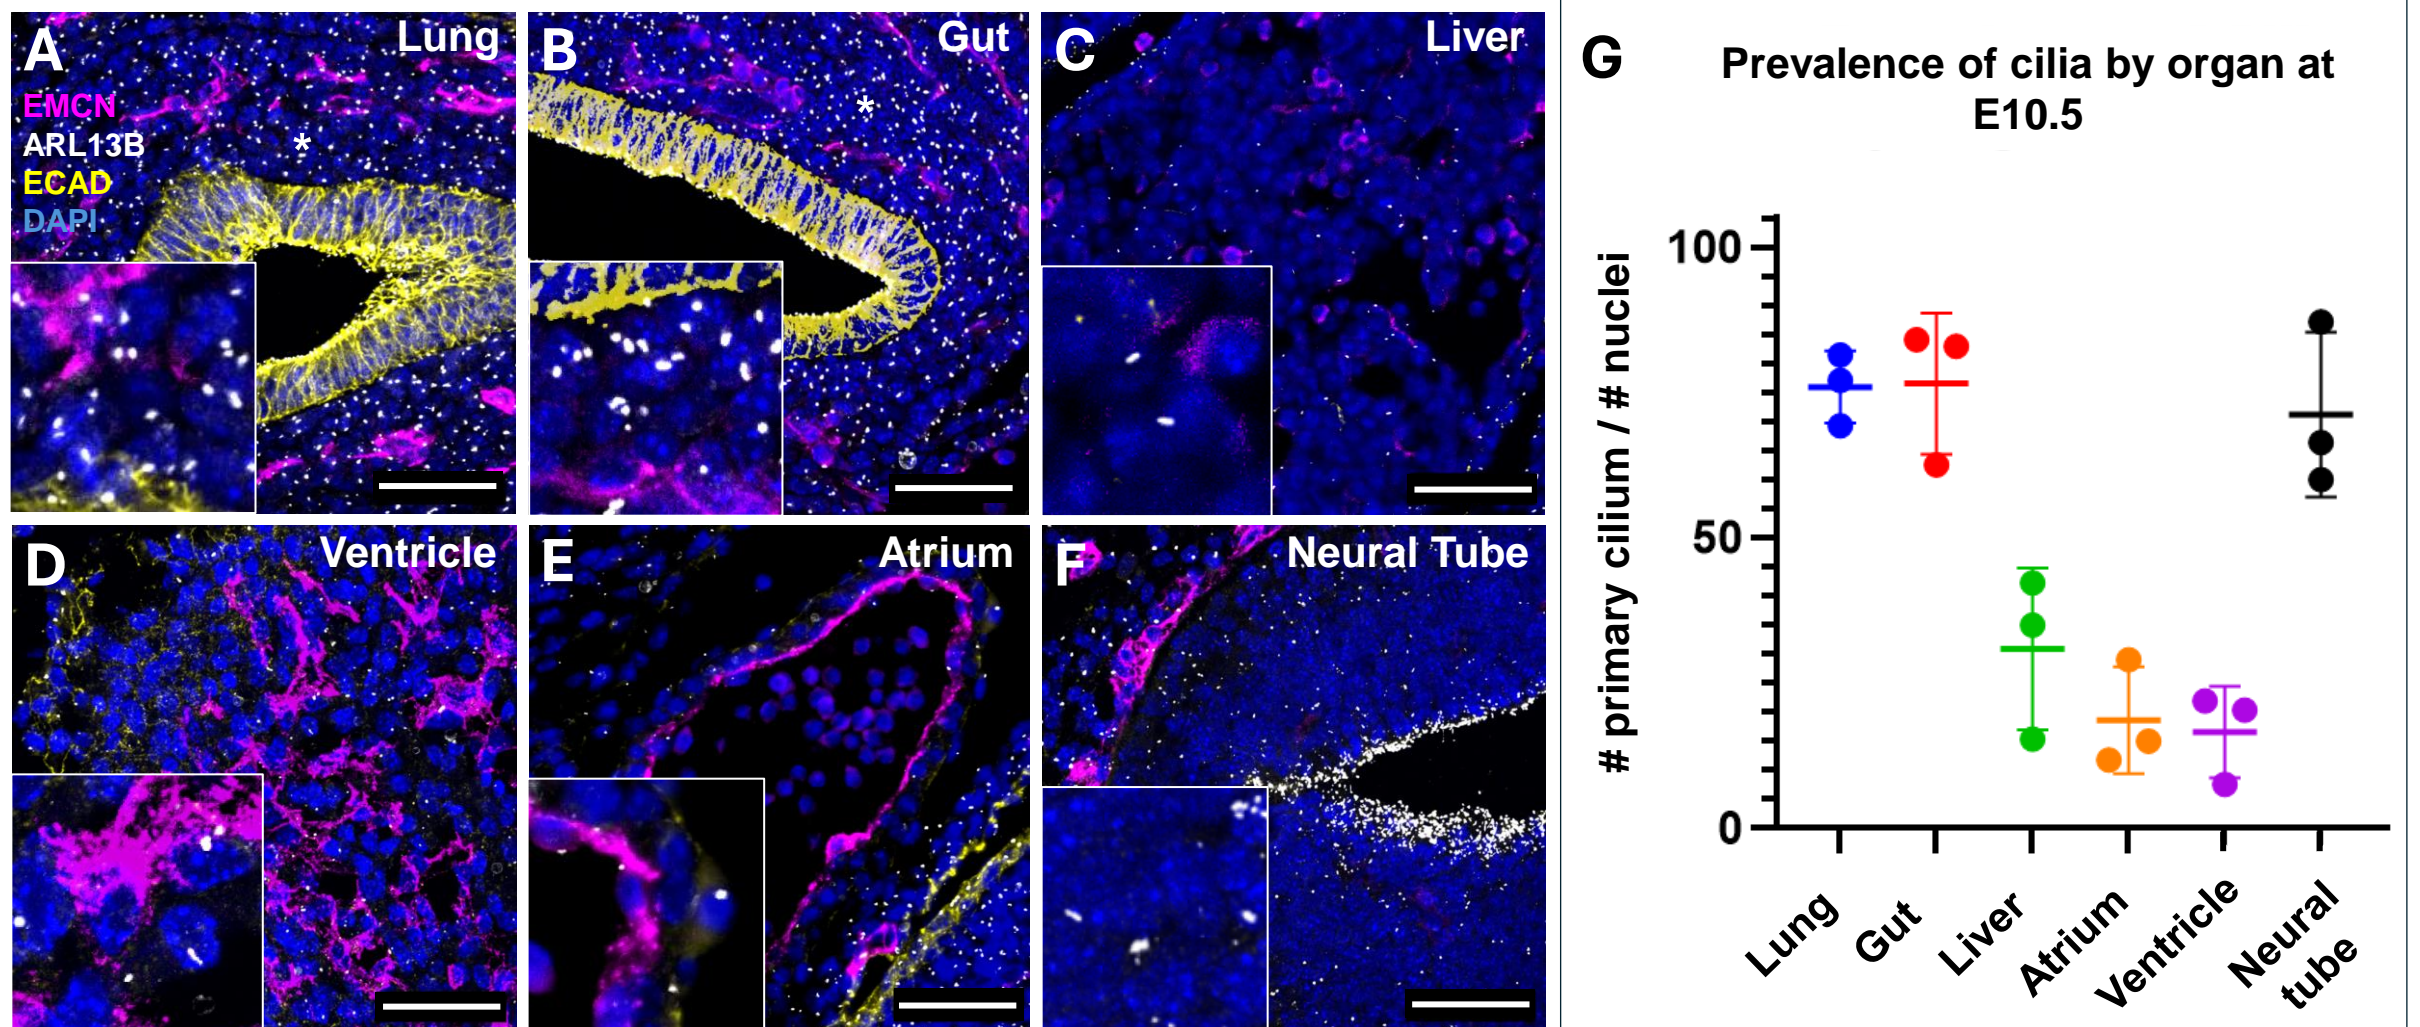 A
Lung
EMCN
ARL13B
ECAD
DAPI
*
B
Gut
*
C
Liver
D
Ventricle
E
Atrium
F
Neural Tube
G
Prevalence of cilia by organ at
E10.5
# primary cilium / # nuclei
100
50
0
Lung
Gut
Liver
Atrium
Ventricle
Neural
tube